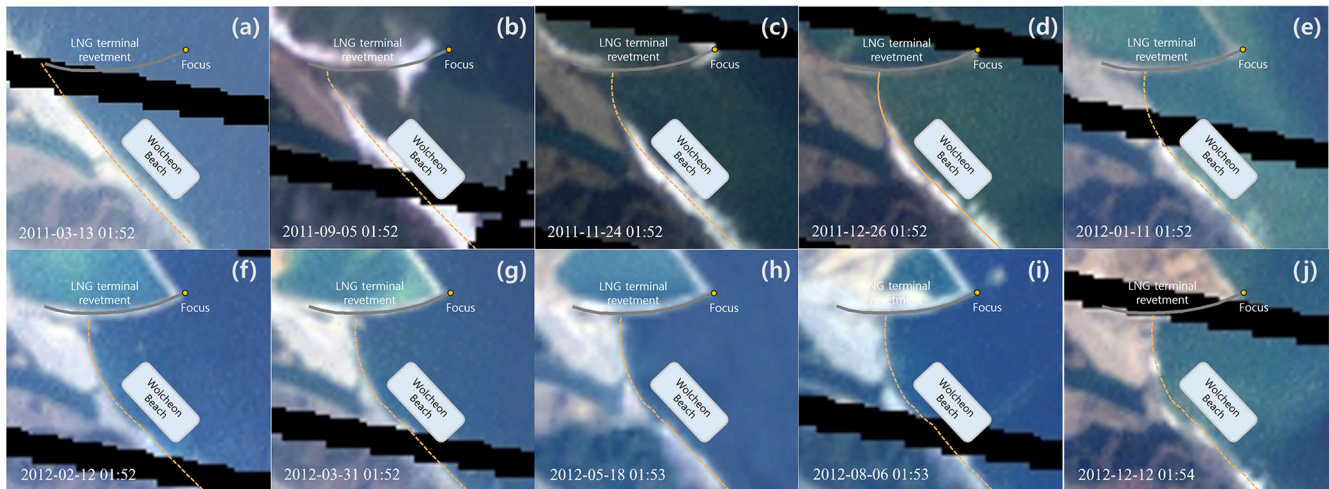 (a)
LNG terminal
revetment
Focus
Wolcheon
Beach
2011-03-13 01:52
(b)
LNG terminal
revetment
Focus
Wolcheon
Beach
2011-09-05 01:52
(c)
LNG terminal
revetment
Focus
Wolcheon
Beach
2011-11-24 01:52
(d)
LNG terminal
revetment
Focus
Wolcheon
Beach
2011-12-26 01:52
(e)
LNG terminal
revetment
Focus
Wolcheon
Beach
2012-01-11 01:52
(f)
LNG terminal
revetment
Focus
Wolcheon
Beach
2012-02-12 01:52
(g)
LNG terminal
revetment
Focus
Wolcheon
Beach
2012-03-31 01:52
(h)
LNG terminal
revetment
Focus
Wolcheon
Beach
2012-05-18 01:53
(i)
LNG terminal
revetment
Focus
Wolcheon
Beach
2012-08-06 01:53
(j)
LNG terminal
revetment
Focus
Wolcheon
Beach
2012-12-12 01:54